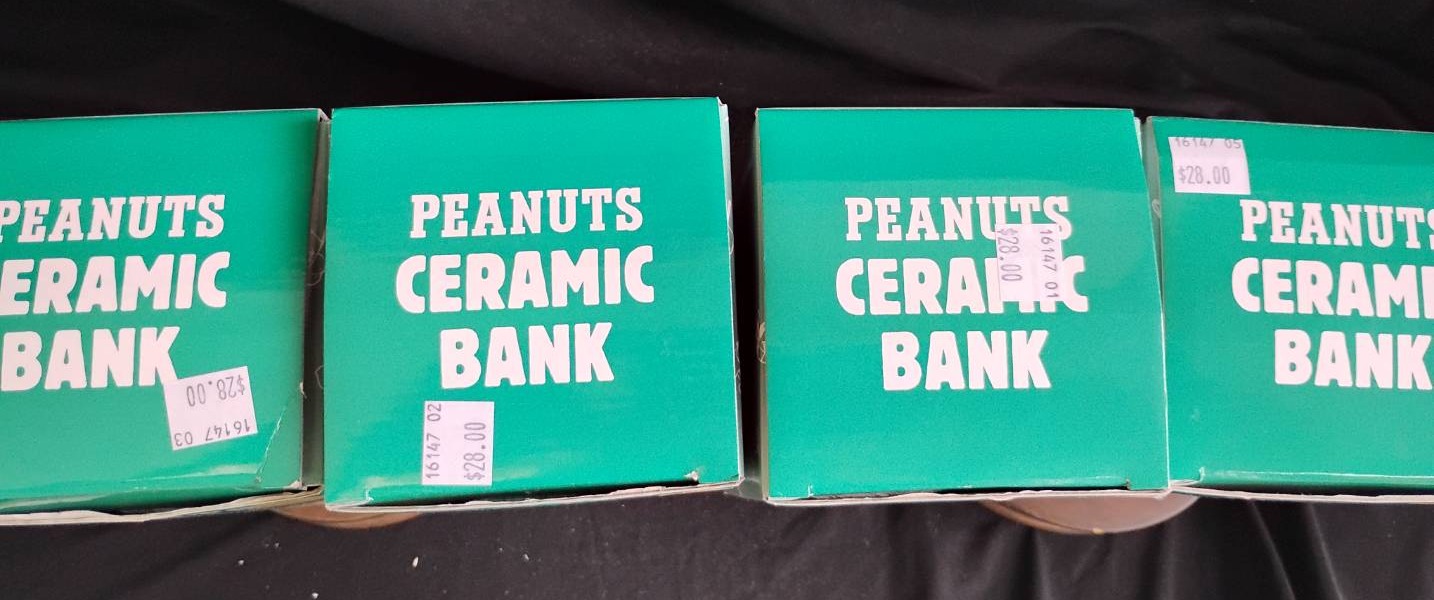 PEANUTS
ERAMIC
BANK
$28.00
16147 03
PEANUTS
CERAMIC
BANK
16147 02
$28.00
PEANUTS
CERAMIC
BANK
16147 01
$28.00
16147 05
$28.00
PEANUTS
CERAMI
BANK